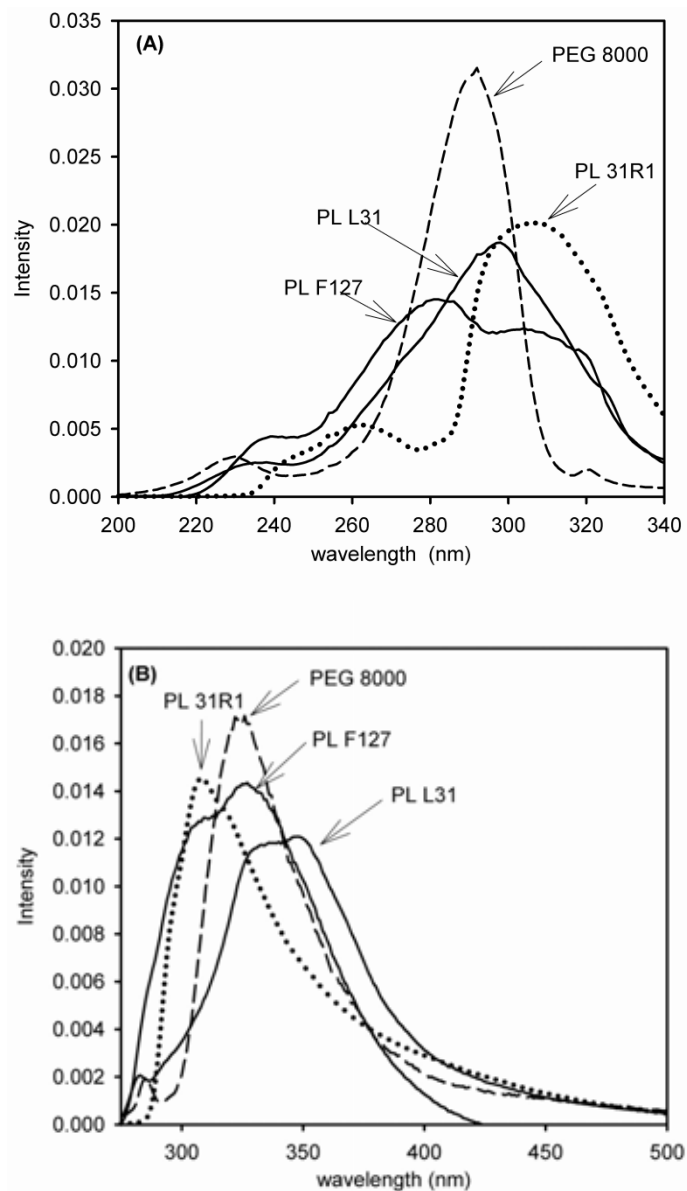 0.035
(A)
PEG 8000
0.030
0.025
PL 31R1
0.020
PL L31
Intensity
0.015
PL F127
0.010
0.005
0.000
200 220 240 260 280 300 320 340
wavelength (nm)
0.020
(B)
PEG 8000
0.018
PL 31R1
0.016
PL F127
0.014
PL L31
0.012
Intensity
0.010
0.008
0.006
0.004
0.002
0.000
300 350 400 450 500
wavelength (nm)